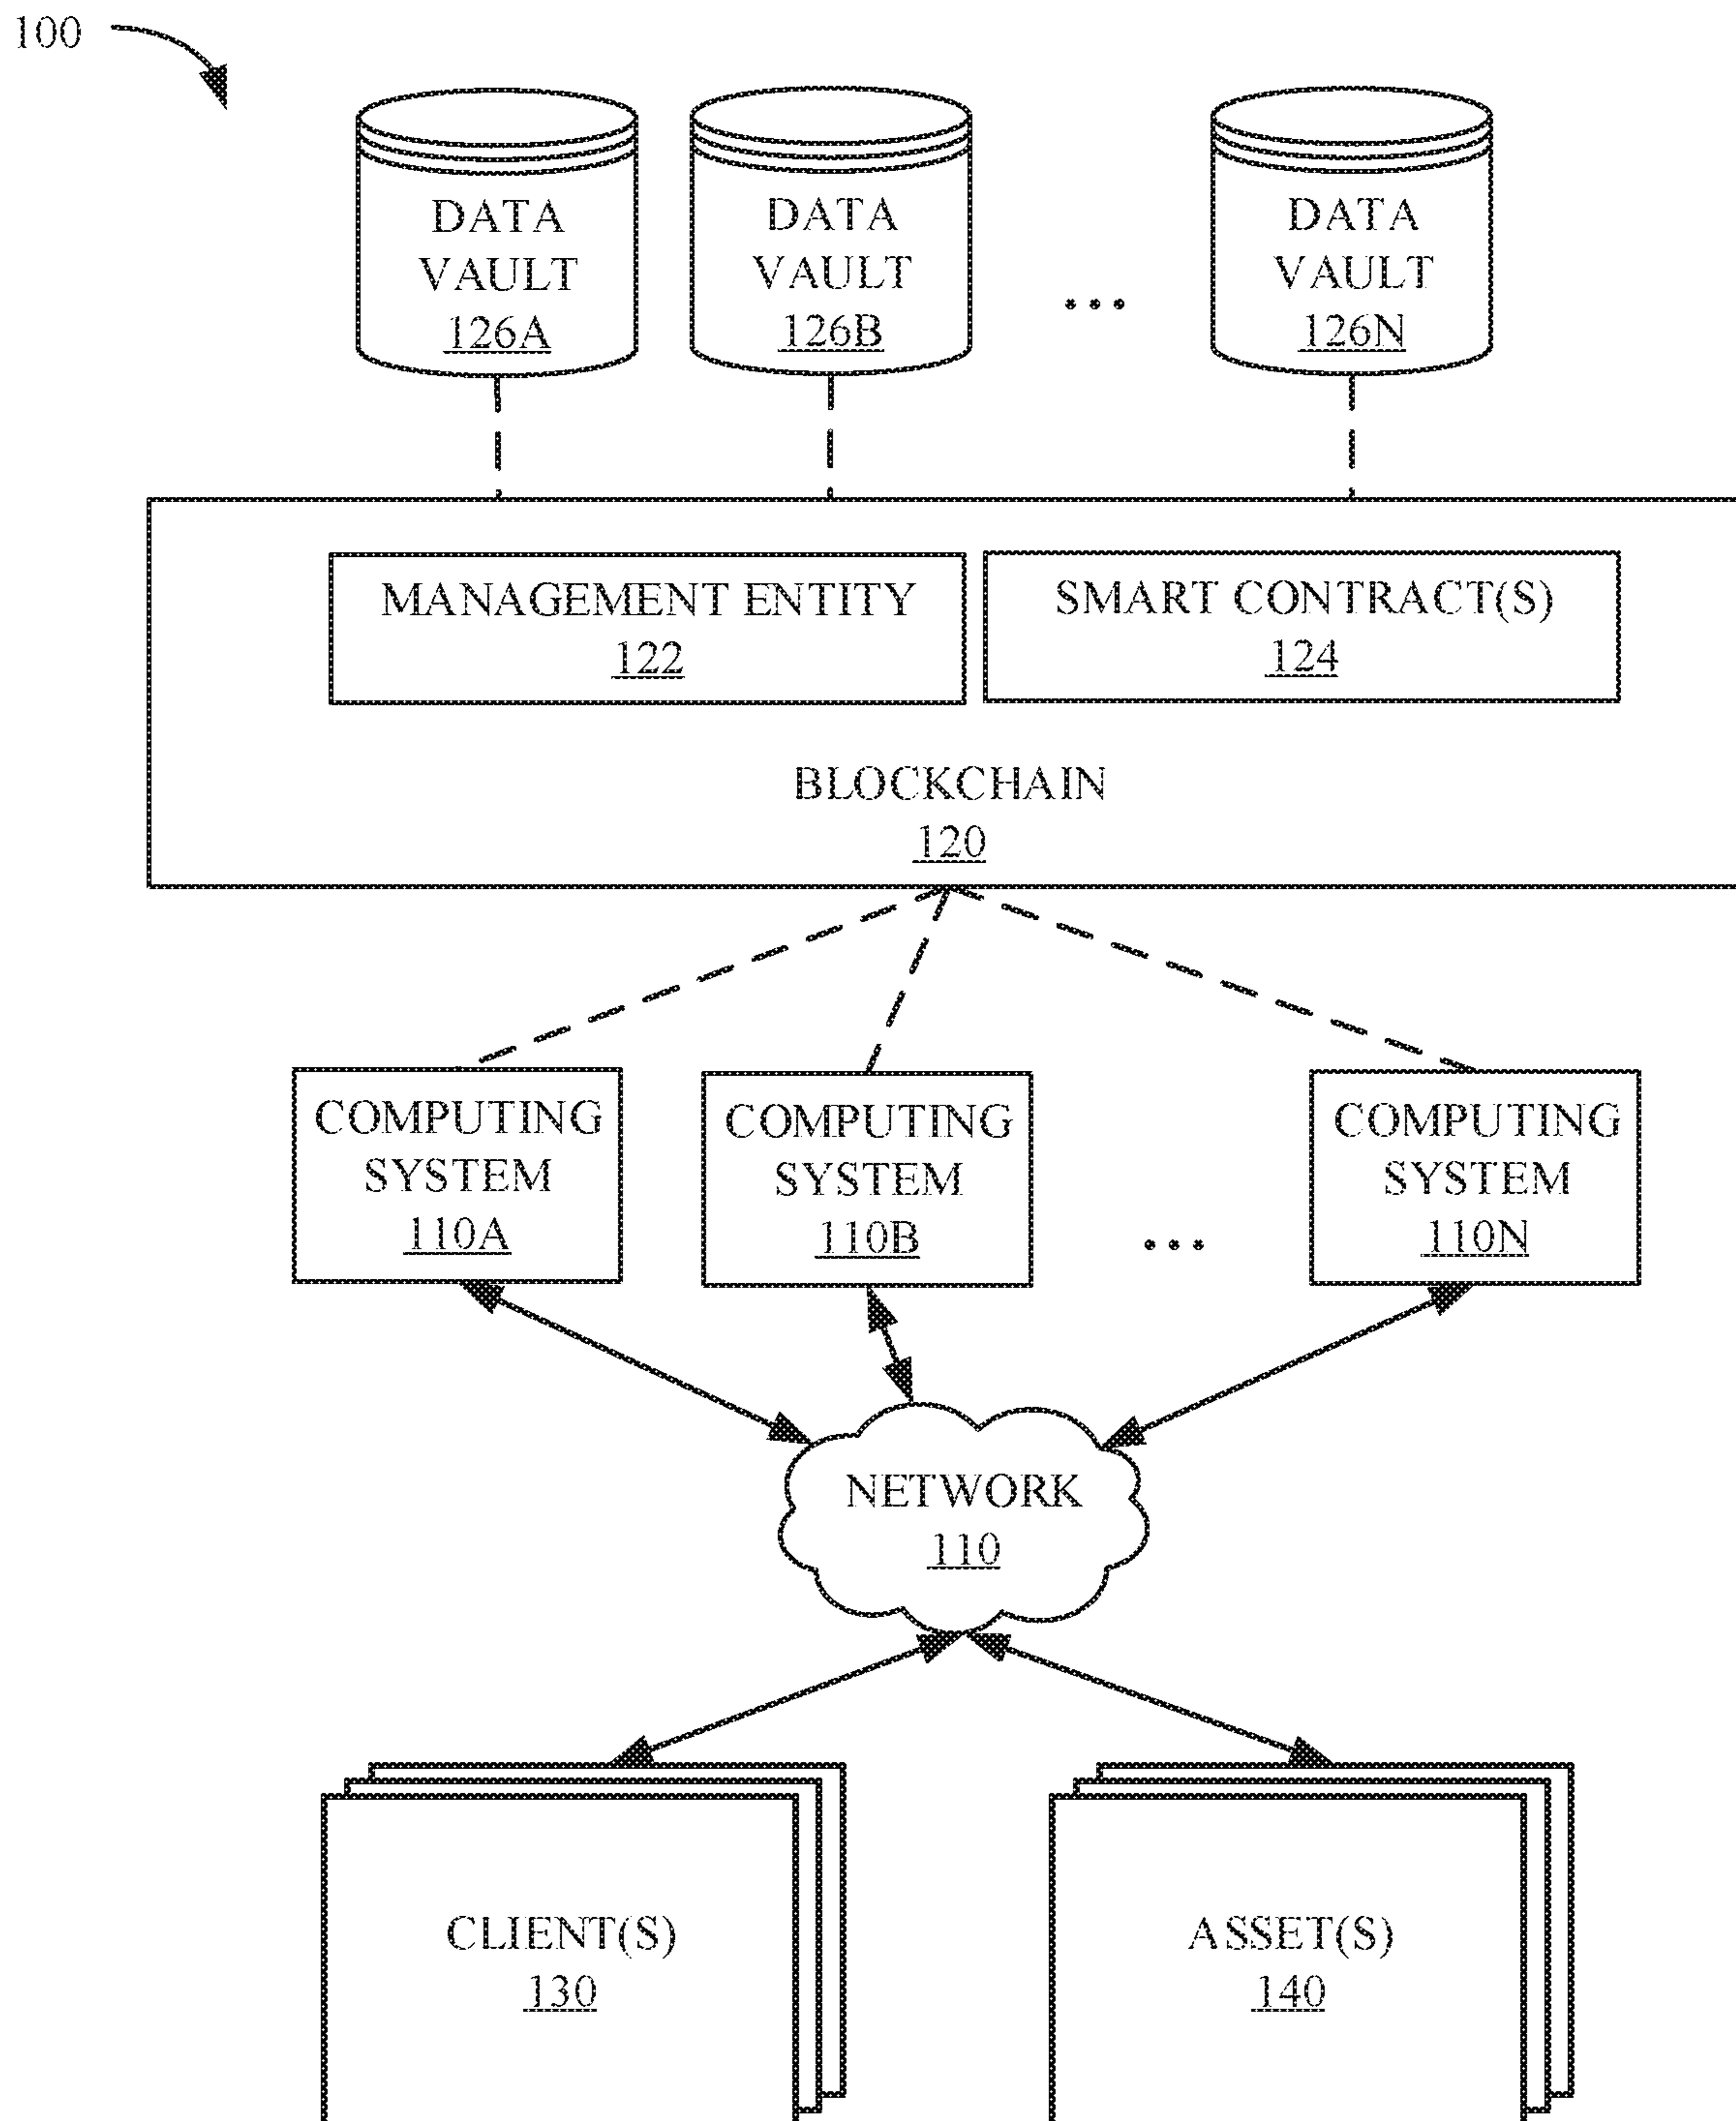 100
DATA
VAULT
126A
DATA
VAULT
126B
...
DATA
VAULT
126N
MANAGEMENT ENTITY
122
SMART CONTRACT(S)
124
BLOCKCHAIN
120
COMPUTING
SYSTEM
110A
COMPUTING
SYSTEM
110B
...
COMPUTING
SYSTEM
110N
NETWORK
110
CLIENT(S)
130
ASSET(S)
140